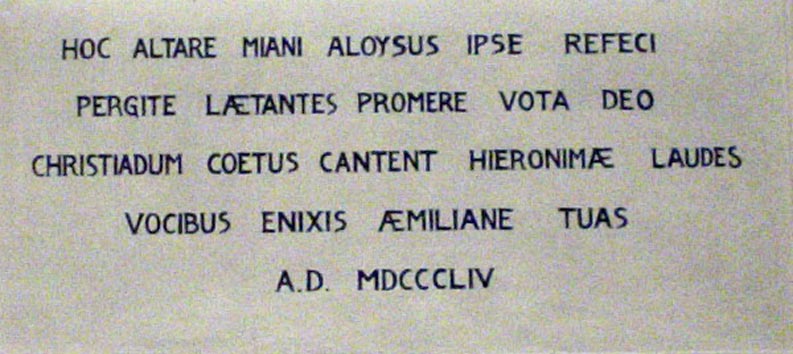 HOC ALTARE MIANI ALOYSUS IPSE REFECI
PERGITE LÆTANTES PROMERE VOTA DEO
CHRISTIADUM COETUS CANTENT HIERONIMÆ LAUDES
VOCIBUS ENIXIS ÆMILIANE TUAS
A.D. MDCCCLIV